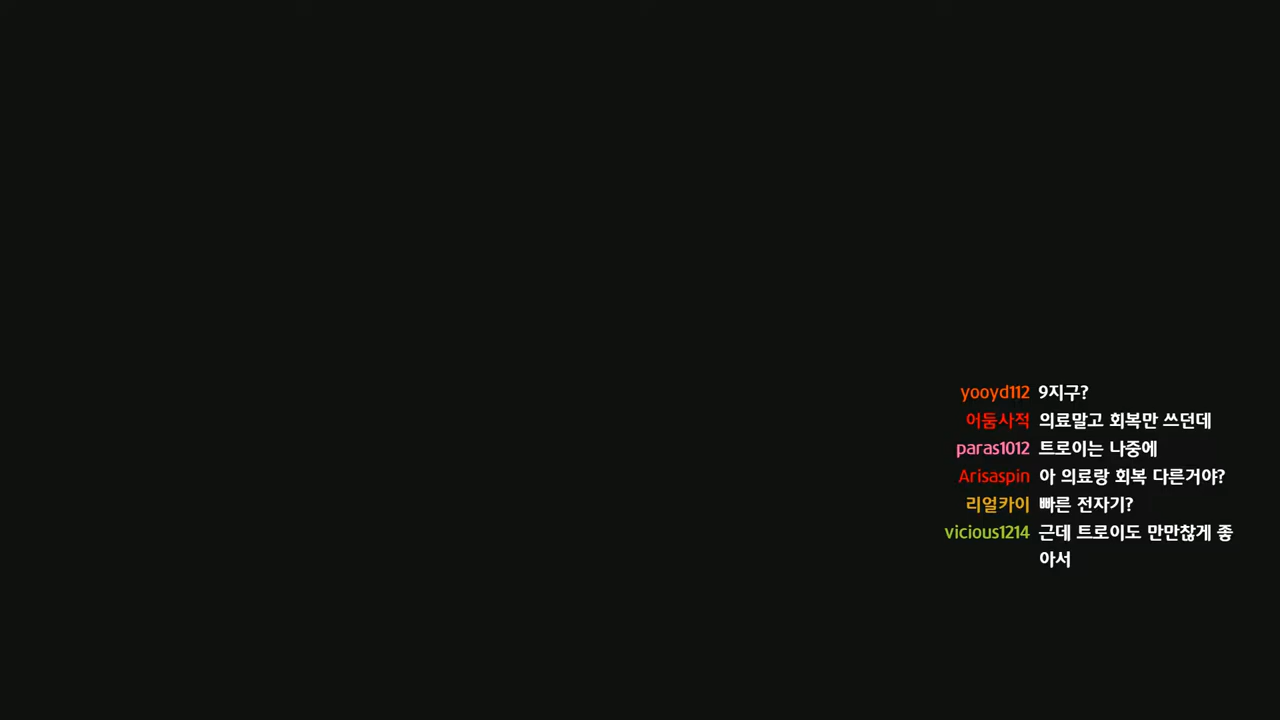 yooyd112 9지구?
어둠사적 의료말고 회복만 쓰던데
paras1012 트로이는 나중에
Arisaspin 아 의료랑 회복 다른거야?
리얼카이 빠른 전자기?
vicious1214 근데 트로이도 만만찮게 좋
아서